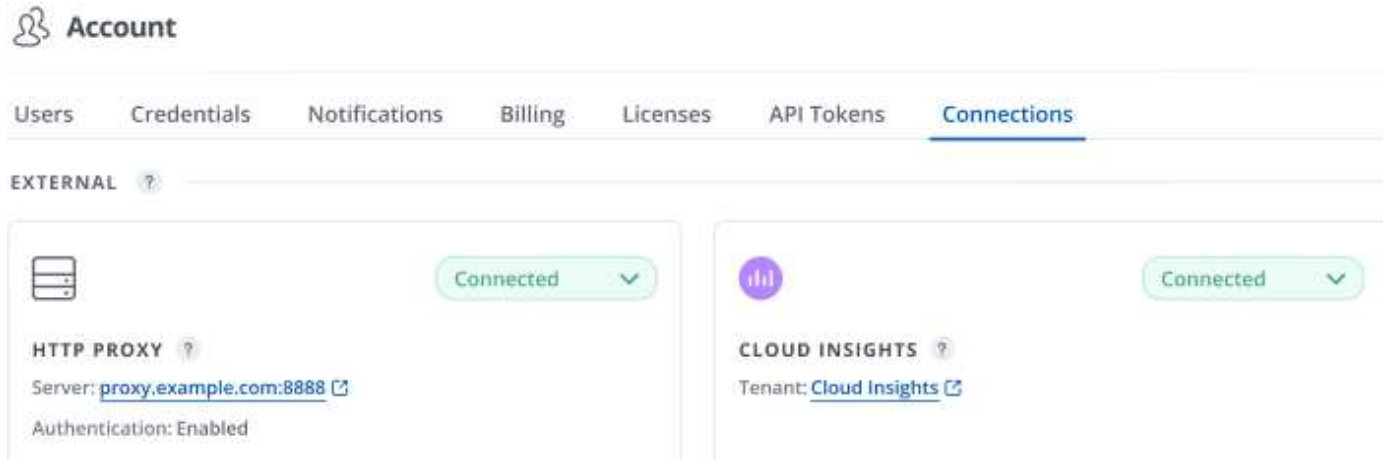 Account
Users Credentials Notifications Billing Licenses API Tokens Connections
EXTERNAL ?
Connected
HTTP PROXY ?
Server: proxy.example.com:8888
Authentication: Enabled
Connected
CLOUD INSIGHTS ?
Tenant: Cloud Insights